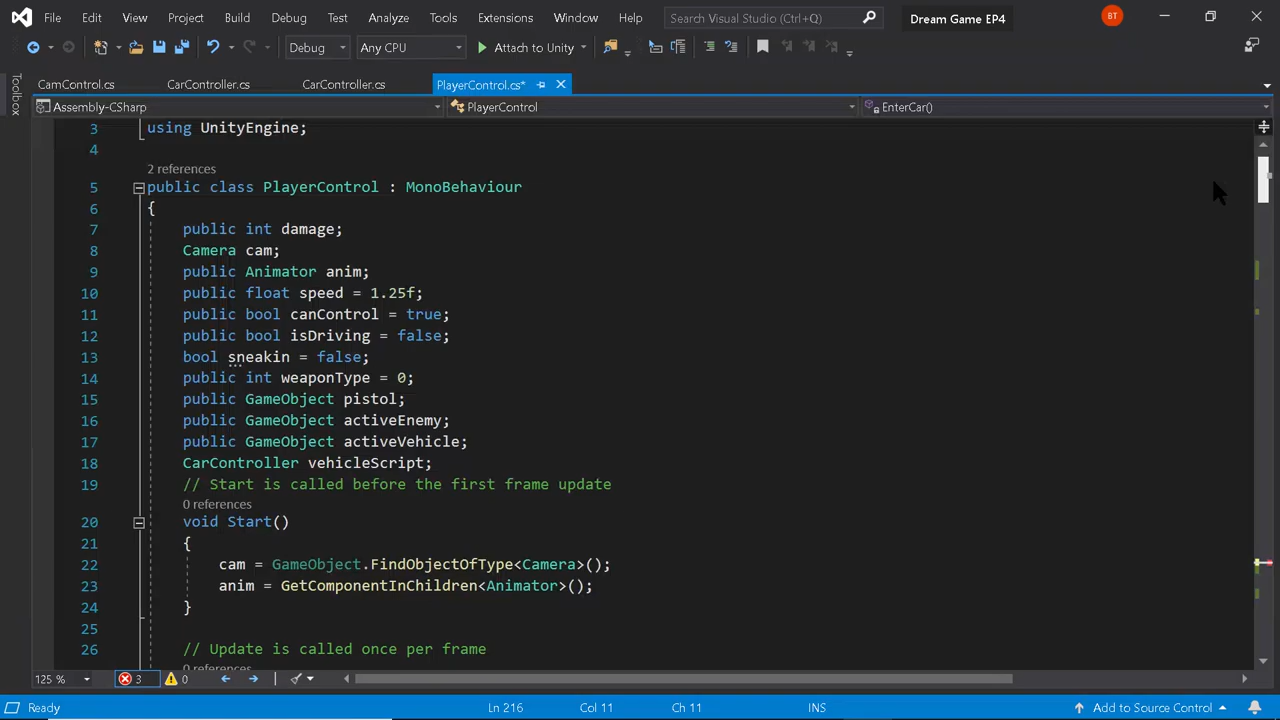 File Edit View Project Build Debug Test Analyze Tools Extensions Window Help Search Visual Studio (Ctrl+Q) Dream Game EP4 BT
Debug Any CPU Attach to Unity
CamControl.cs CarController.cs CarController.cs PlayerControl.cs*
Toolbox
Assembly-CSharp PlayerControl EnterCar()
3 using UnityEngine;
4
2 references
5 public class PlayerControl : MonoBehaviour
6 {
7 public int damage;
8 Camera cam;
9 public Animator anim;
10 public float speed = 1.25f;
11 public bool canControl = true;
12 public bool isDriving = false;
13 bool sneakin = false;
14 public int weaponType = 0;
15 public GameObject pistol;
16 public GameObject activeEnemy;
17 public GameObject activeVehicle;
18 CarController vehicleScript;
19 // Start is called before the first frame update
0 references
20 void Start()
21 {
22 cam = GameObject.FindObjectOfType<Camera>();
23 anim = GetComponentInChildren<Animator>();
24 }
25
26 // Update is called once per frame
0 references
125 % 3 0
Ready Ln 216 Col 11 Ch 11 INS Add to Source Control